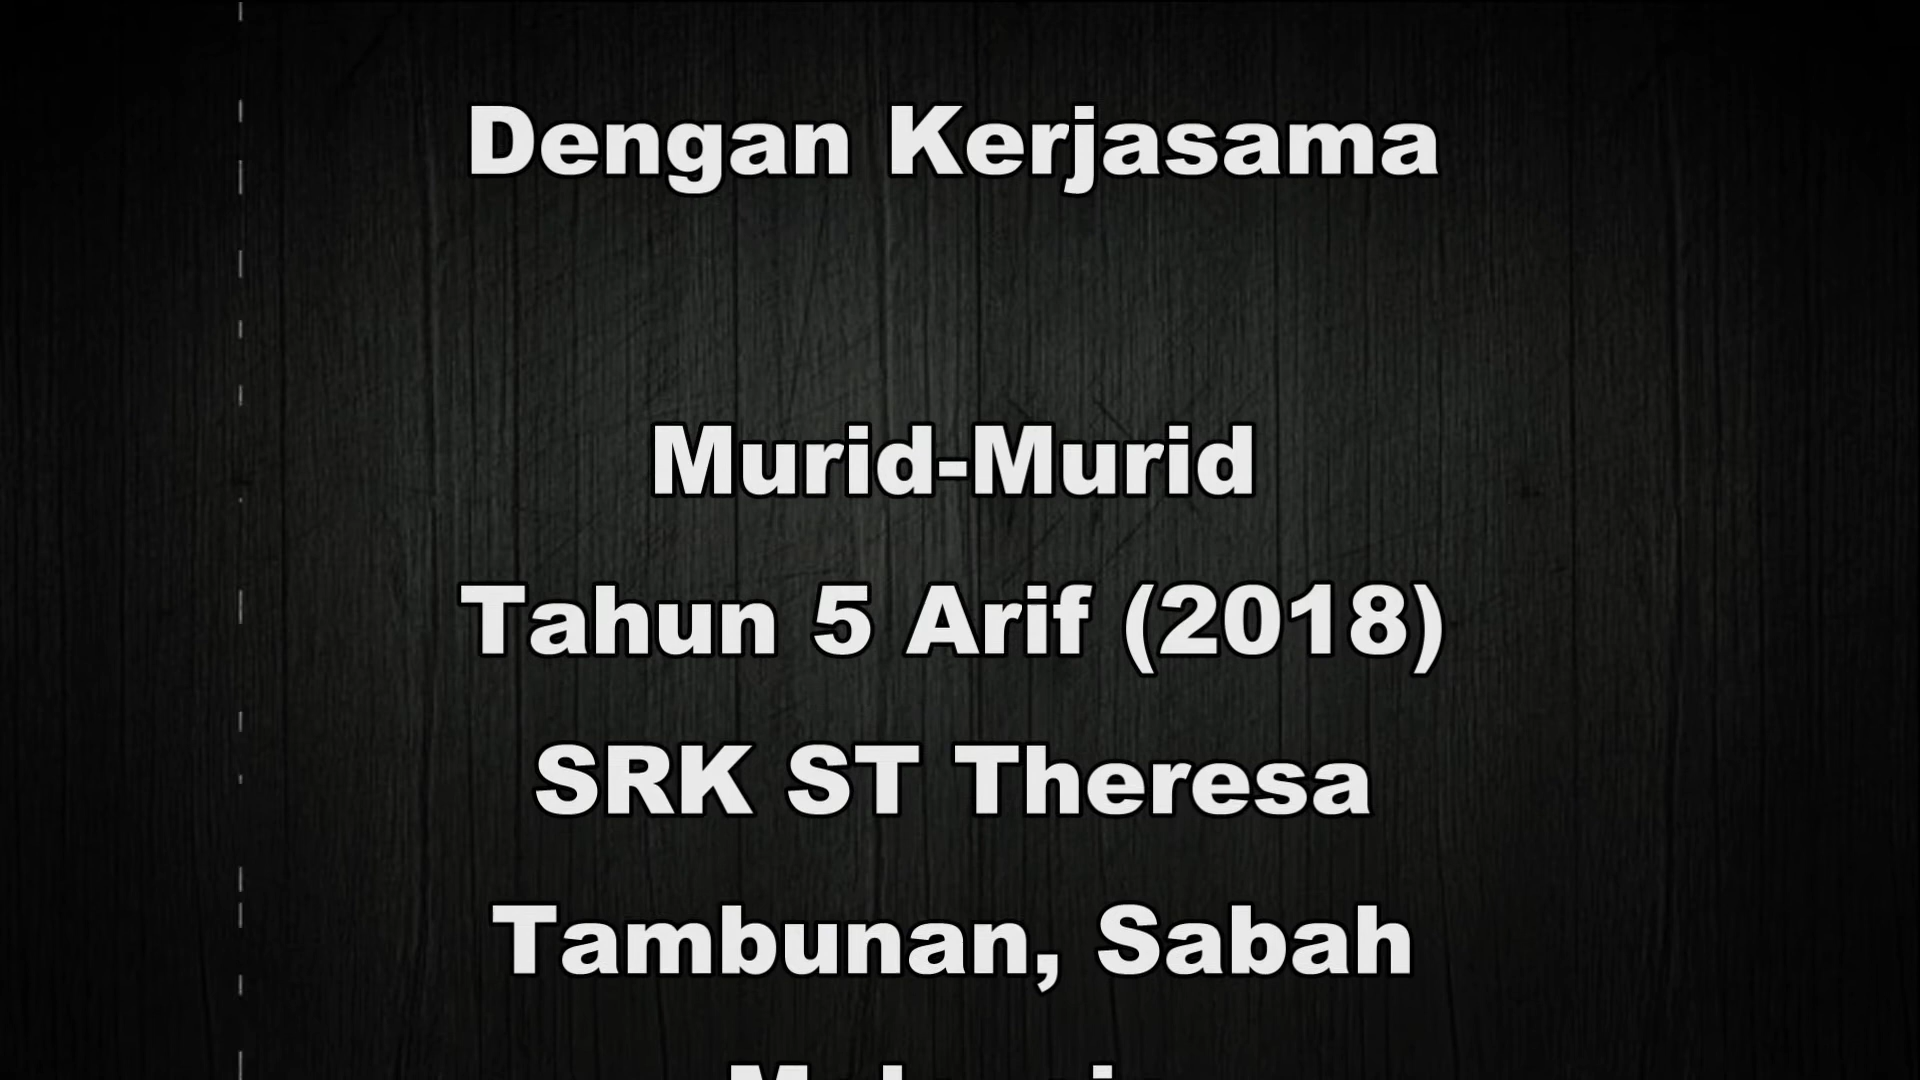 Dengan Kerjasama
Murid-Murid
Tahun 5 Arif (2018)
SRK ST Theresa
Tambunan, Sabah